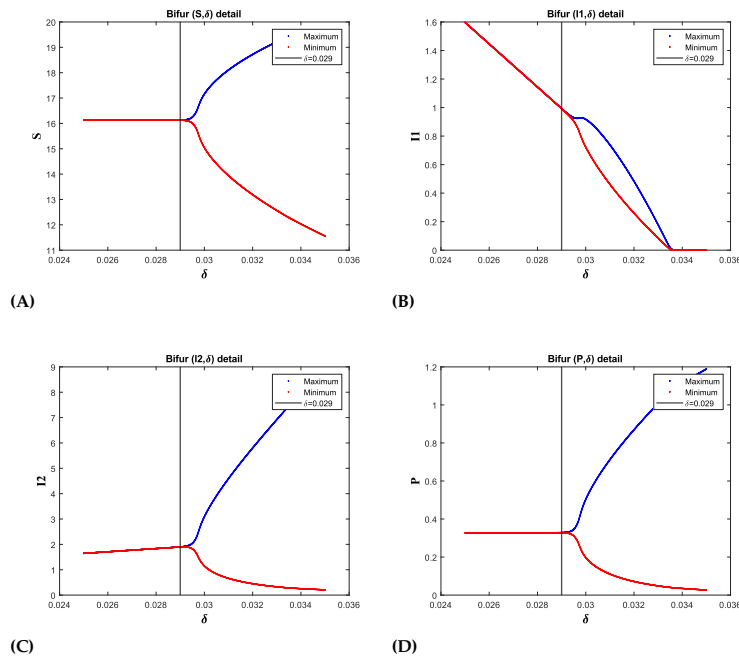 Bifur (S,δ) detail
20
19
18
17
16
15
14
13
12
11
S
Maximum
Minimum
δ=0.029
0.024 0.026 0.028 0.03 0.032 0.034 0.036
δ
(A)
Bifur (I1,δ) detail
1.6
1.4
1.2
1
0.8
0.6
0.4
0.2
0
I1
Maximum
Minimum
δ=0.029
0.024 0.026 0.028 0.03 0.032 0.034 0.036
δ
(B)
Bifur (I2,δ) detail
9
8
7
6
5
4
3
2
1
0
I2
Maximum
Minimum
δ=0.029
0.024 0.026 0.028 0.03 0.032 0.034 0.036
δ
(C)
Bifur (P,δ) detail
1.2
1
0.8
0.6
0.4
0.2
0
P
Maximum
Minimum
δ=0.029
0.024 0.026 0.028 0.03 0.032 0.034 0.036
δ
(D)